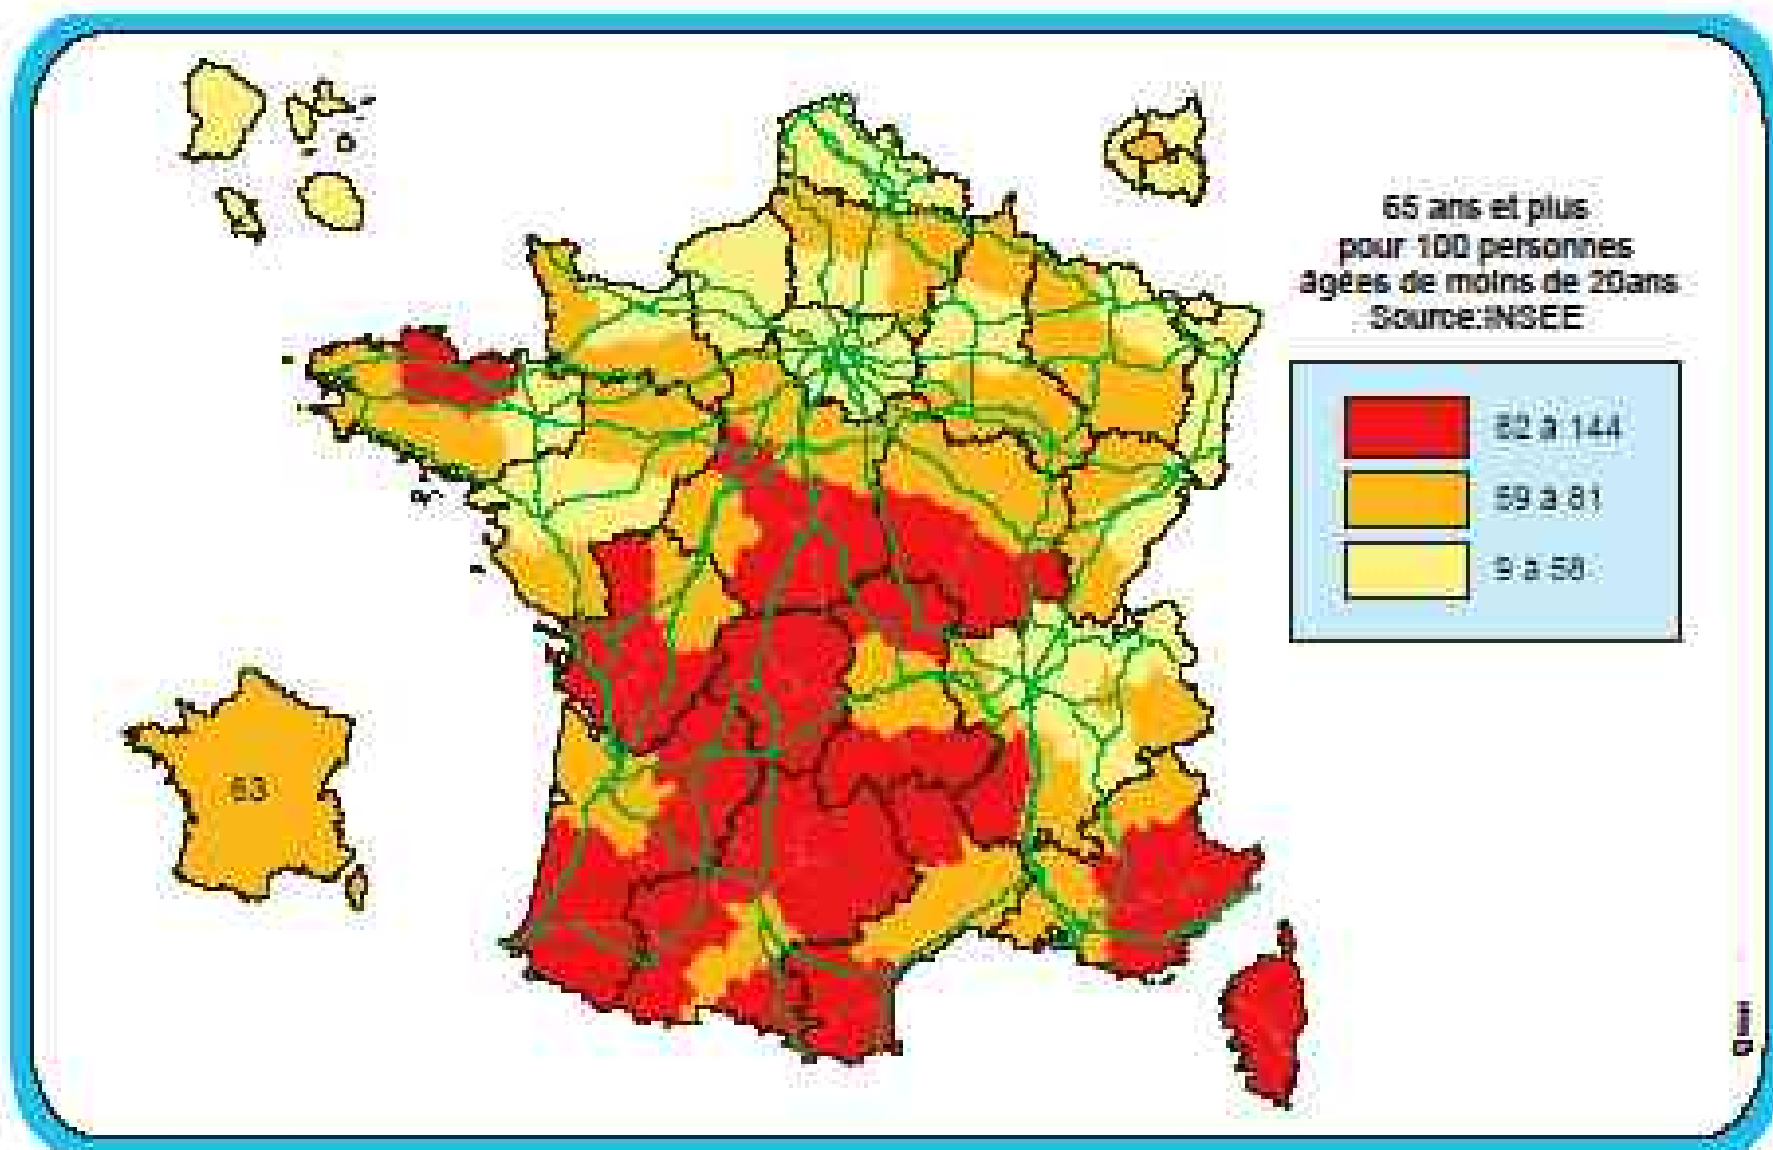 65 ans et plus
pour 100 personnes
âgées de moins de 20ans
Source:INSEE
82 à 144
59 à 81
9 à 58
63